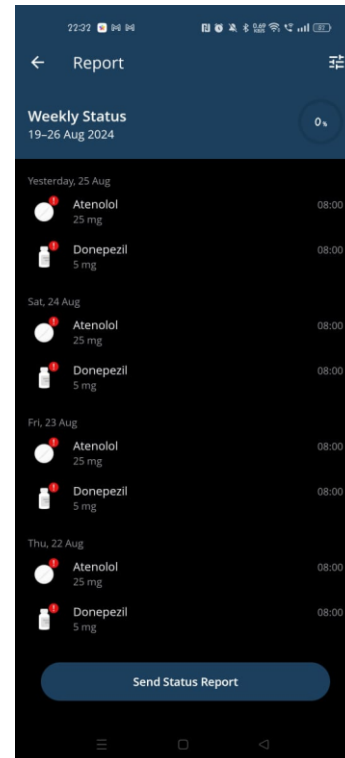 22:32
Report
Weekly Status
0%
19–26 Aug 2024
Yesterday, 25 Aug
Atenolol 08:00
25 mg
Donepezil 08:00
5 mg
Sat, 24 Aug
Atenolol 08:00
25 mg
Donepezil 08:00
5 mg
Fri, 23 Aug
Atenolol 08:00
25 mg
Donepezil 08:00
5 mg
Thu, 22 Aug
Atenolol 08:00
25 mg
Donepezil 08:00
5 mg
Send Status Report